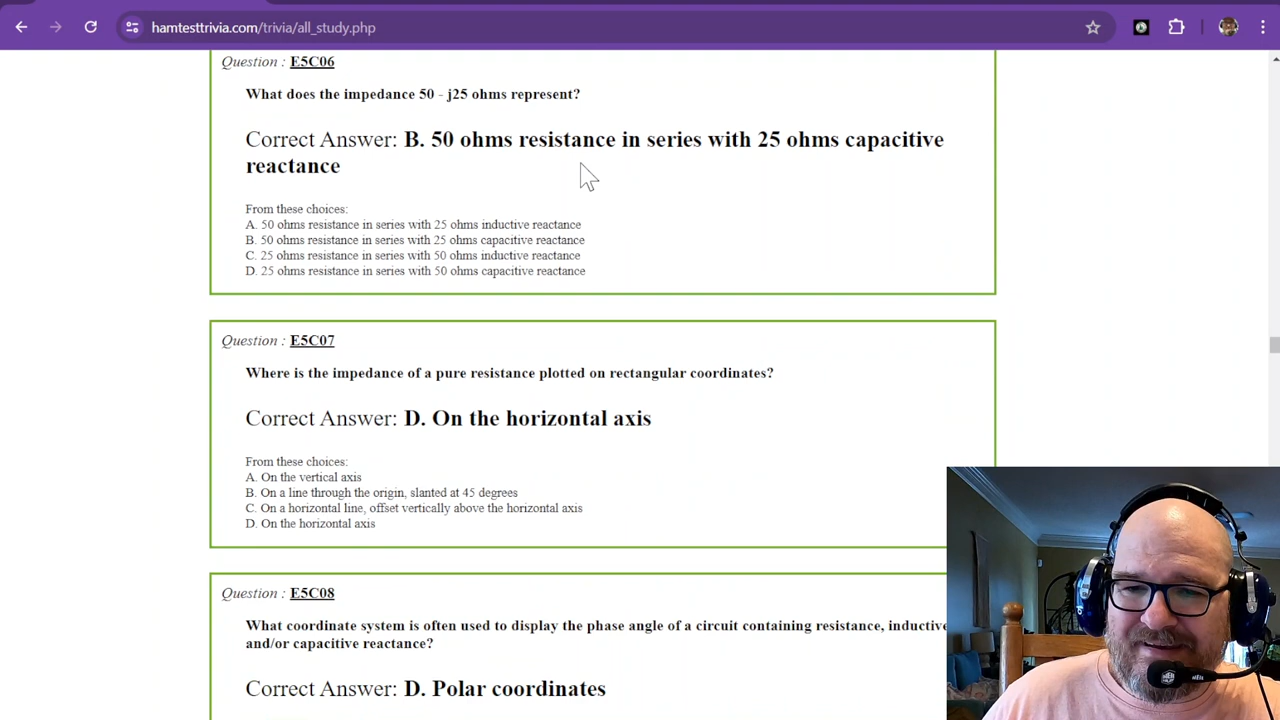 hamtesttrivia.com/trivia/all_study.php
Question : E5C06
What does the impedance 50 - j25 ohms represent?
Correct Answer: B. 50 ohms resistance in series with 25 ohms capacitive
reactance
From these choices:
A. 50 ohms resistance in series with 25 ohms inductive reactance
B. 50 ohms resistance in series with 25 ohms capacitive reactance
C. 25 ohms resistance in series with 50 ohms inductive reactance
D. 25 ohms resistance in series with 50 ohms capacitive reactance
Question : E5C07
Where is the impedance of a pure resistance plotted on rectangular coordinates?
Correct Answer: D. On the horizontal axis
From these choices:
A. On the vertical axis
B. On a line through the origin, slanted at 45 degrees
C. On a horizontal line, offset vertically above the horizontal axis
D. On the horizontal axis
Question : E5C08
What coordinate system is often used to display the phase angle of a circuit containing resistance, inductive
and/or capacitive reactance?
Correct Answer: D. Polar coordinates